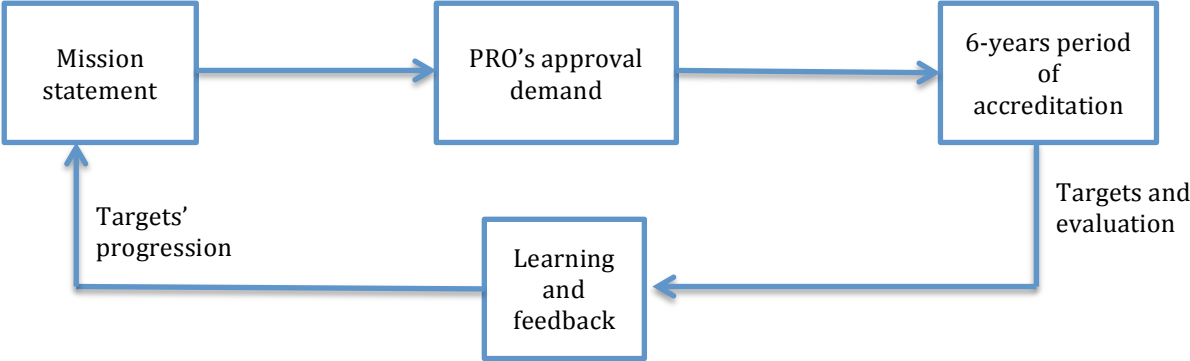 Mission
statement
PRO’s approval
demand
6-years period
of
accreditation
Targets and
evaluation
Learning
and
feedback
Targets’
progression